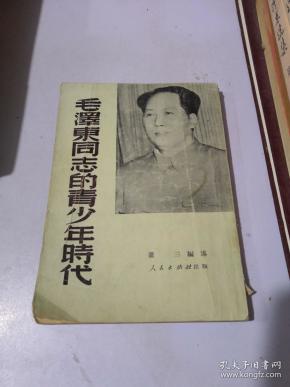 毛澤東同志的青少年時代
蕭三編寫
人民出版社出版
孔夫子旧书网